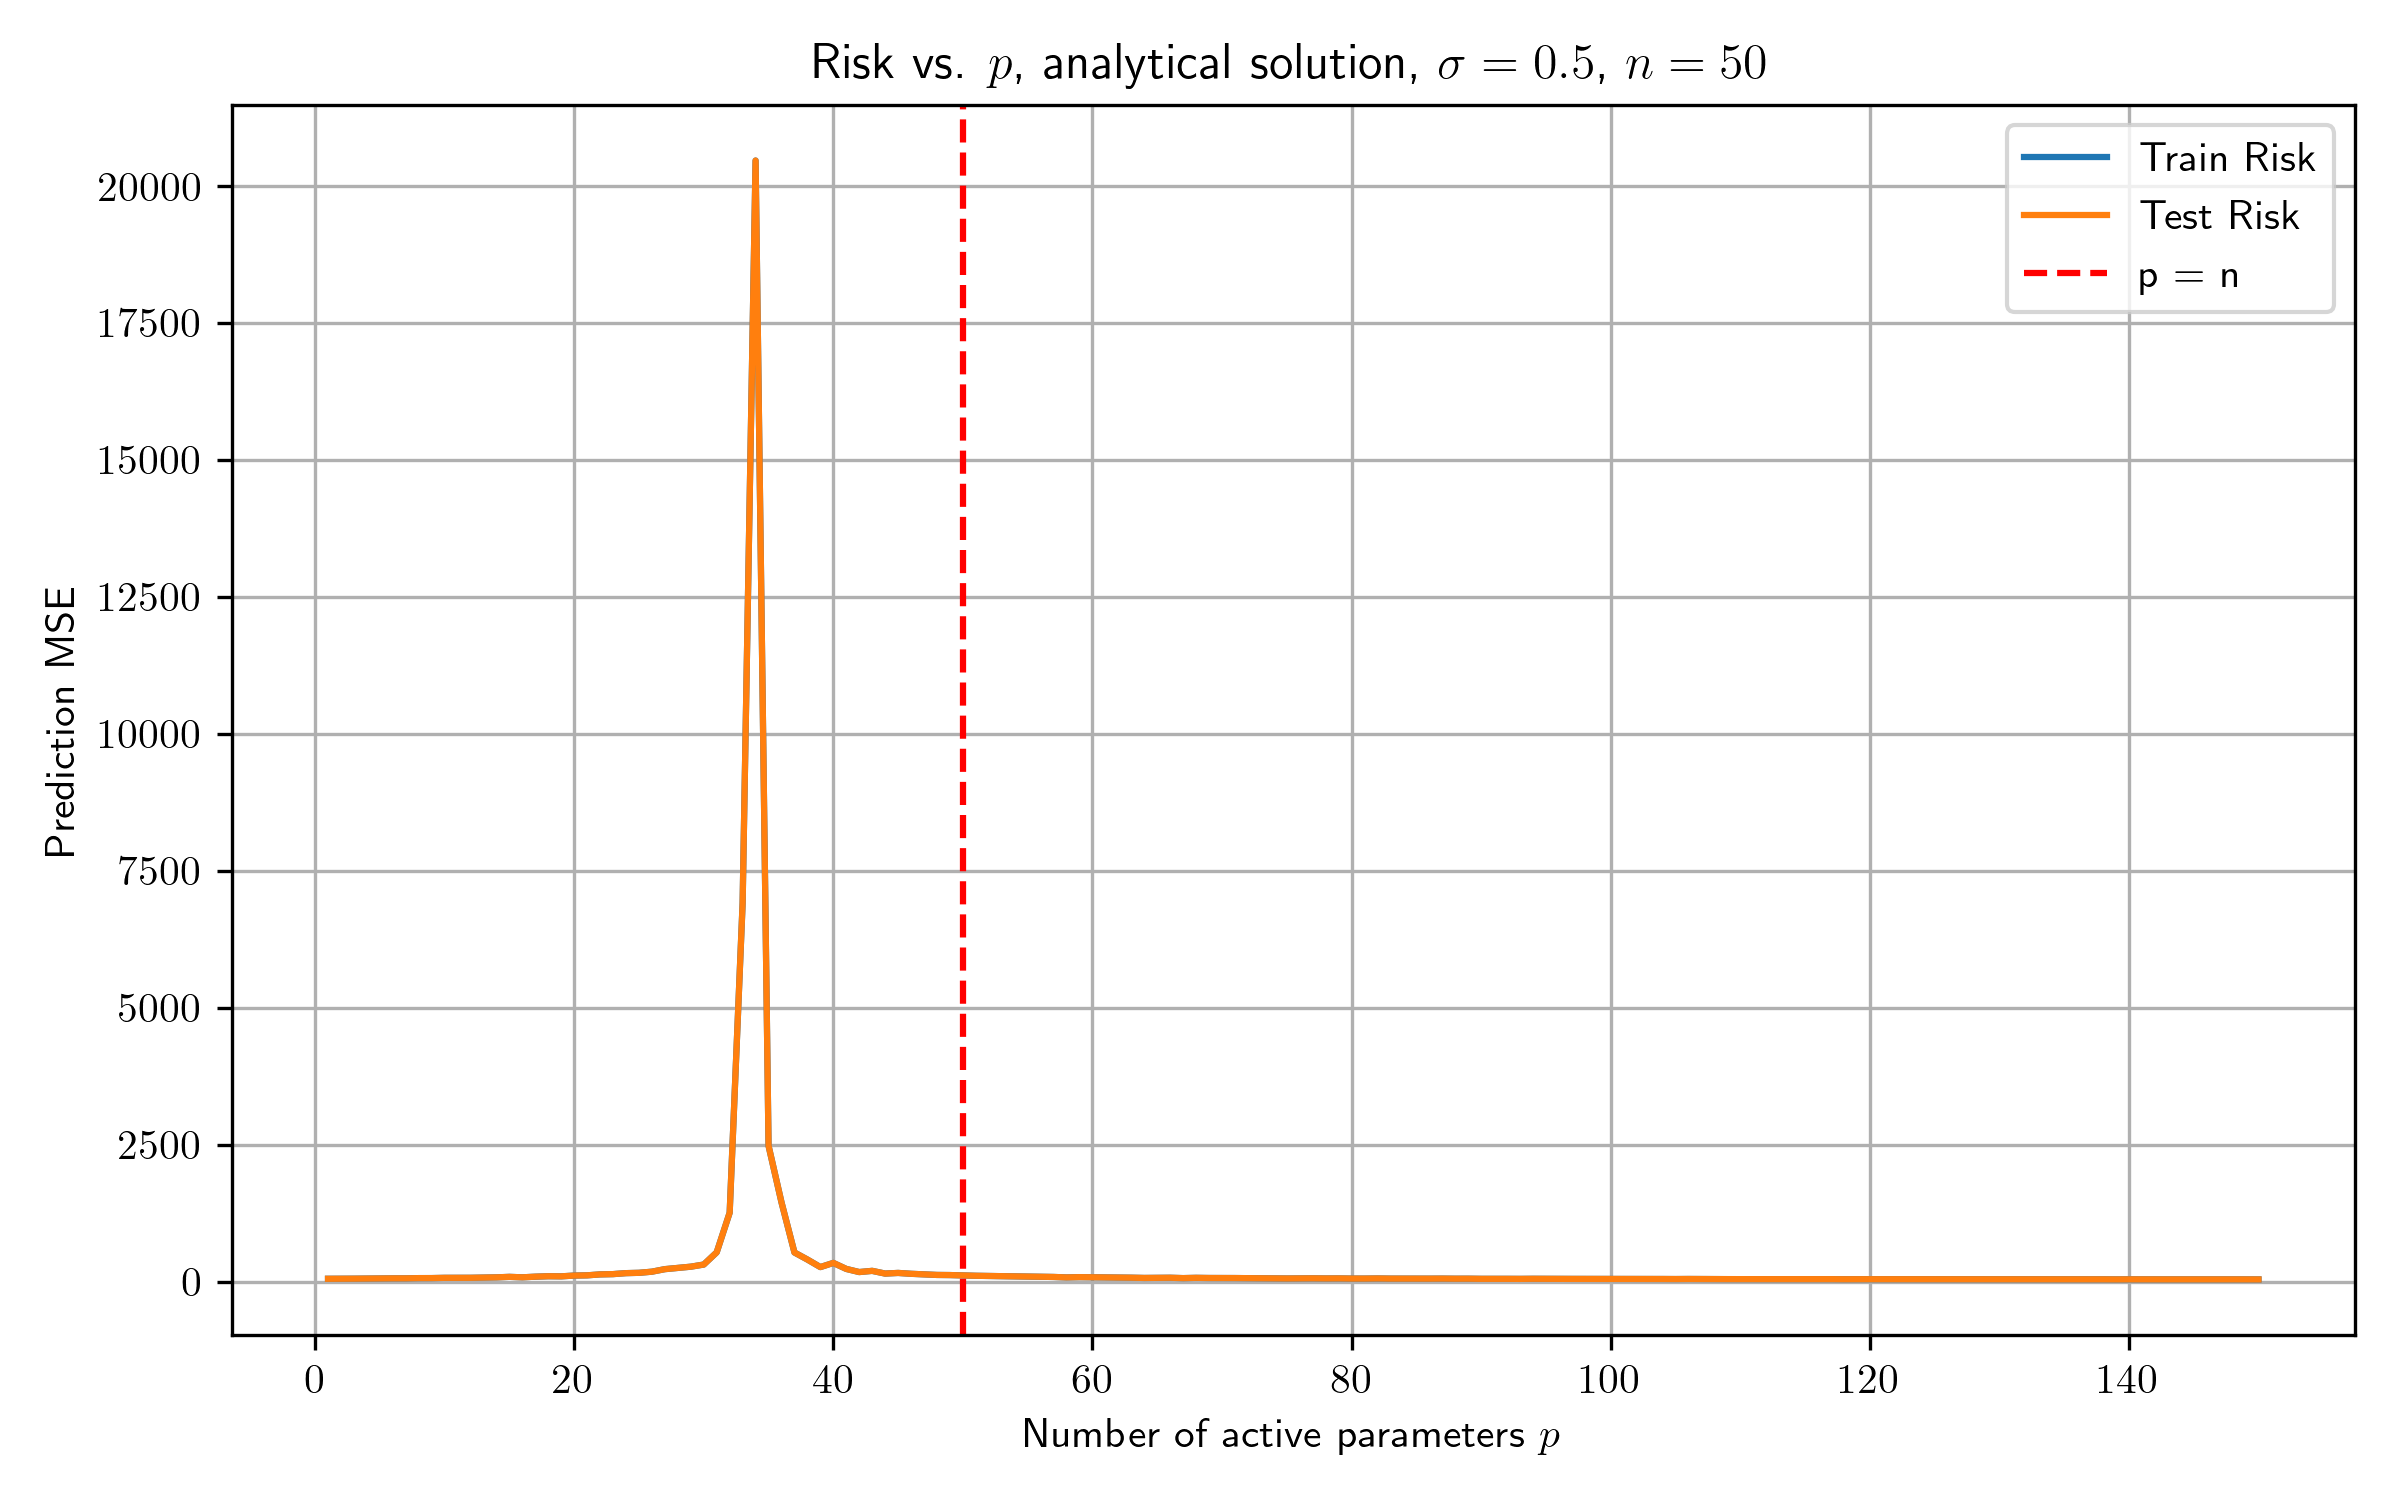 Risk vs. p, analytical solution, σ = 0.5, n = 50
Train Risk
Test Risk
p = n
20000
17500
15000
12500
10000
7500
5000
2500
0
Prediction MSE
0 20 40 60 80 100 120 140
Number of active parameters p